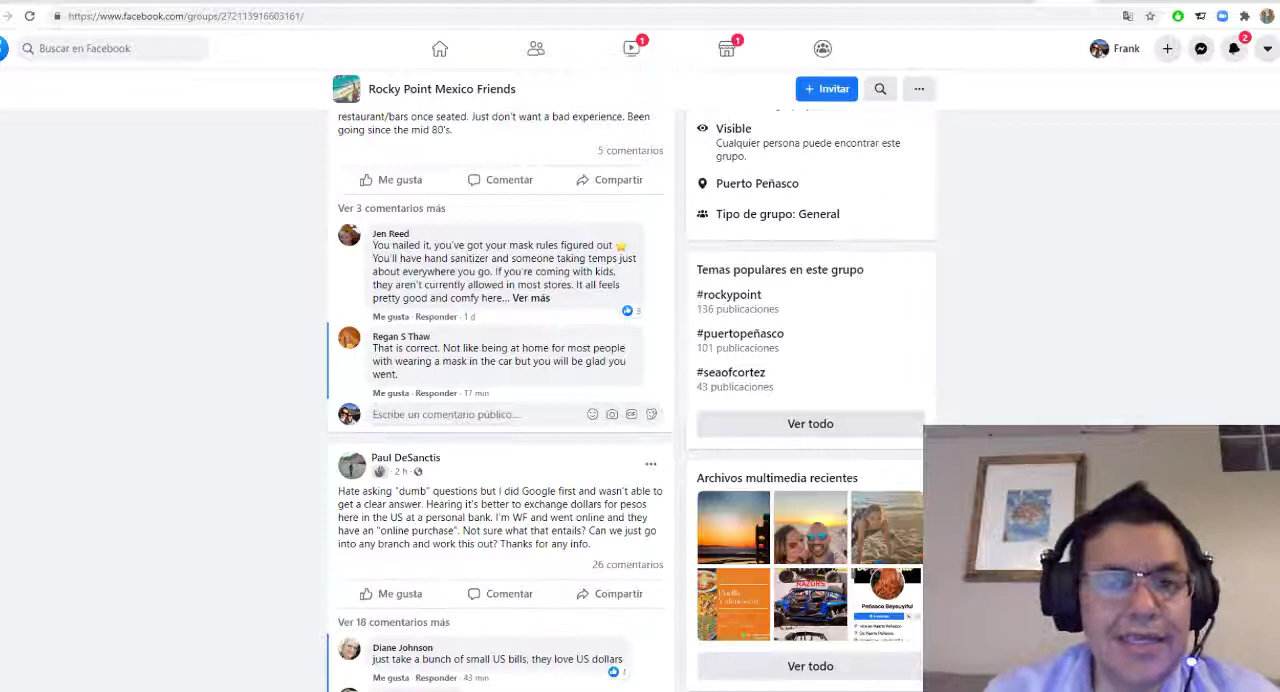 https://www.facebook.com/groups/272113916603161/
Buscar en Facebook
1
1
Frank
2
Rocky Point Mexico Friends
+ Invitar
restaurant/bars once seated. Just don't want a bad experience. Been
going since the mid 80's.
5 comentarios
Me gusta
Comentar
Compartir
Ver 3 comentarios más
Jen Reed
You nailed it, you've got your mask rules figured out
You'll have hand sanitizer and someone taking temps just
about everywhere you go. If you're coming with kids,
they aren't currently allowed in most stores. It all feels
pretty good and comfy here... Ver más
Me gusta · Responder · 1 d
3
Regan S Thaw
That is correct. Not like being at home for most people
with wearing a mask in the car but you will be glad you
went.
Me gusta · Responder · 17 min
Escribe un comentario público...
GIF
Paul DeSanctis
2 h ·
Hate asking "dumb" questions but I did Google first and wasn't able to
get a clear answer. Hearing it's better to exchange dollars for pesos
here in the US at a personal bank. I'm WF and went online and they
have an "online purchase". Not sure what that entails? Can we just go
into any branch and work this out? Thanks for any info.
26 comentarios
Me gusta
Comentar
Compartir
Ver 18 comentarios más
Diane Johnson
just take a bunch of small US bills, they love US dollars
Me gusta · Responder · 43 min
Visible
Cualquier persona puede encontrar este
grupo.
Puerto Peñasco
Tipo de grupo: General
Temas populares en este grupo
#rockypoint
136 publicaciones
#puertopeñasco
101 publicaciones
#seaofcortez
43 publicaciones
Ver todo
Archivos multimedia recientes
Paella
Valenciana
RAZORS
Peñasco Beyouyiful
Ver todo